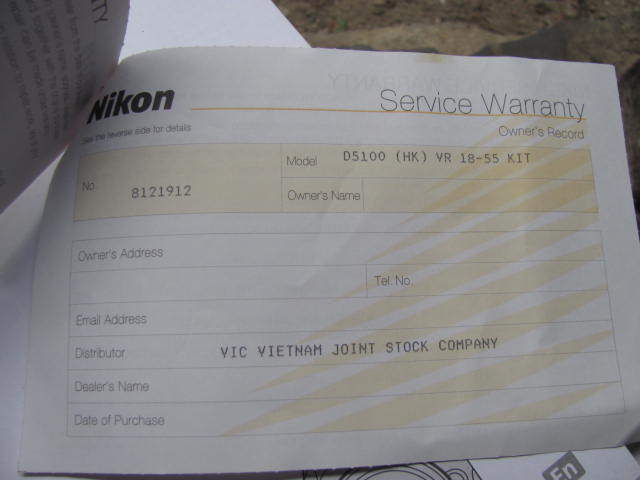 Nikon
Service Warranty
See the reverse side for details
Owner's Record
No.
8121912
Model D5100 (HK) VR 18-55 KIT
Owner's Name
Owner's Address
Tel. No.
Email Address
Distributor VIC VIETNAM JOINT STOCK COMPANY
Dealer's Name
Date of Purchase
En